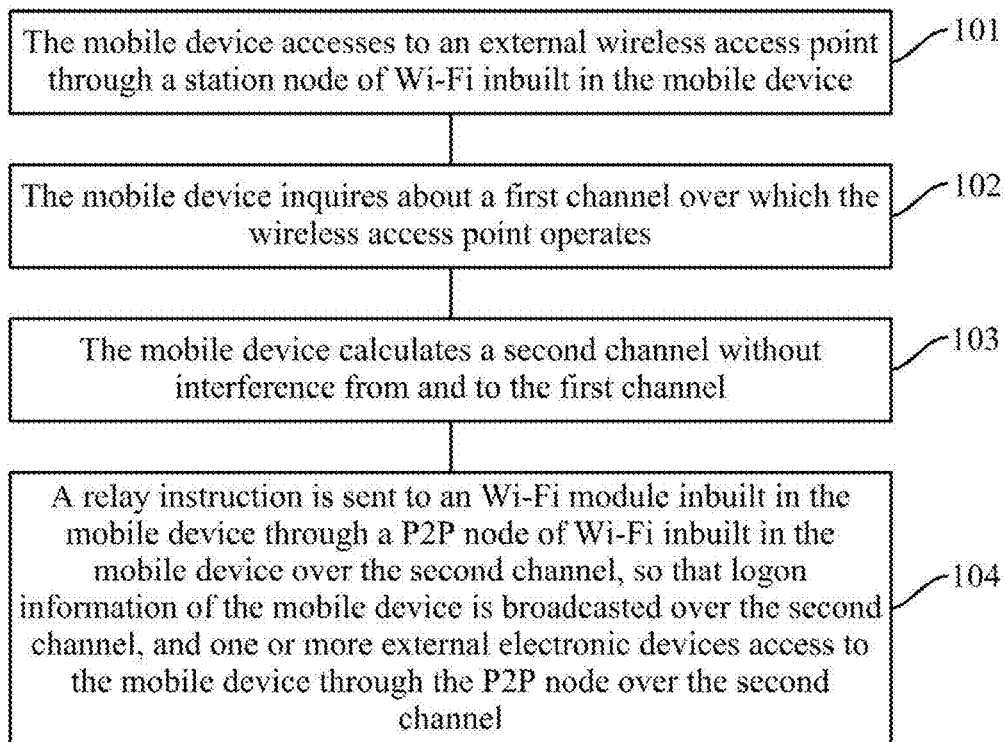 The mobile device accesses to an external wireless access point
through a station node of Wi-Fi inbuilt in the mobile device
101
The mobile device inquires about a first channel over which the
wireless access point operates
102
The mobile device calculates a second channel without
interference from and to the first channel
103
A relay instruction is sent to an Wi-Fi module inbuilt in the
mobile device through a P2P node of Wi-Fi inbuilt in the
mobile device over the second channel, so that logon
information of the mobile device is broadcasted over the second
channel, and one or more external electronic devices access to
the mobile device through the P2P node over the second
channel
104